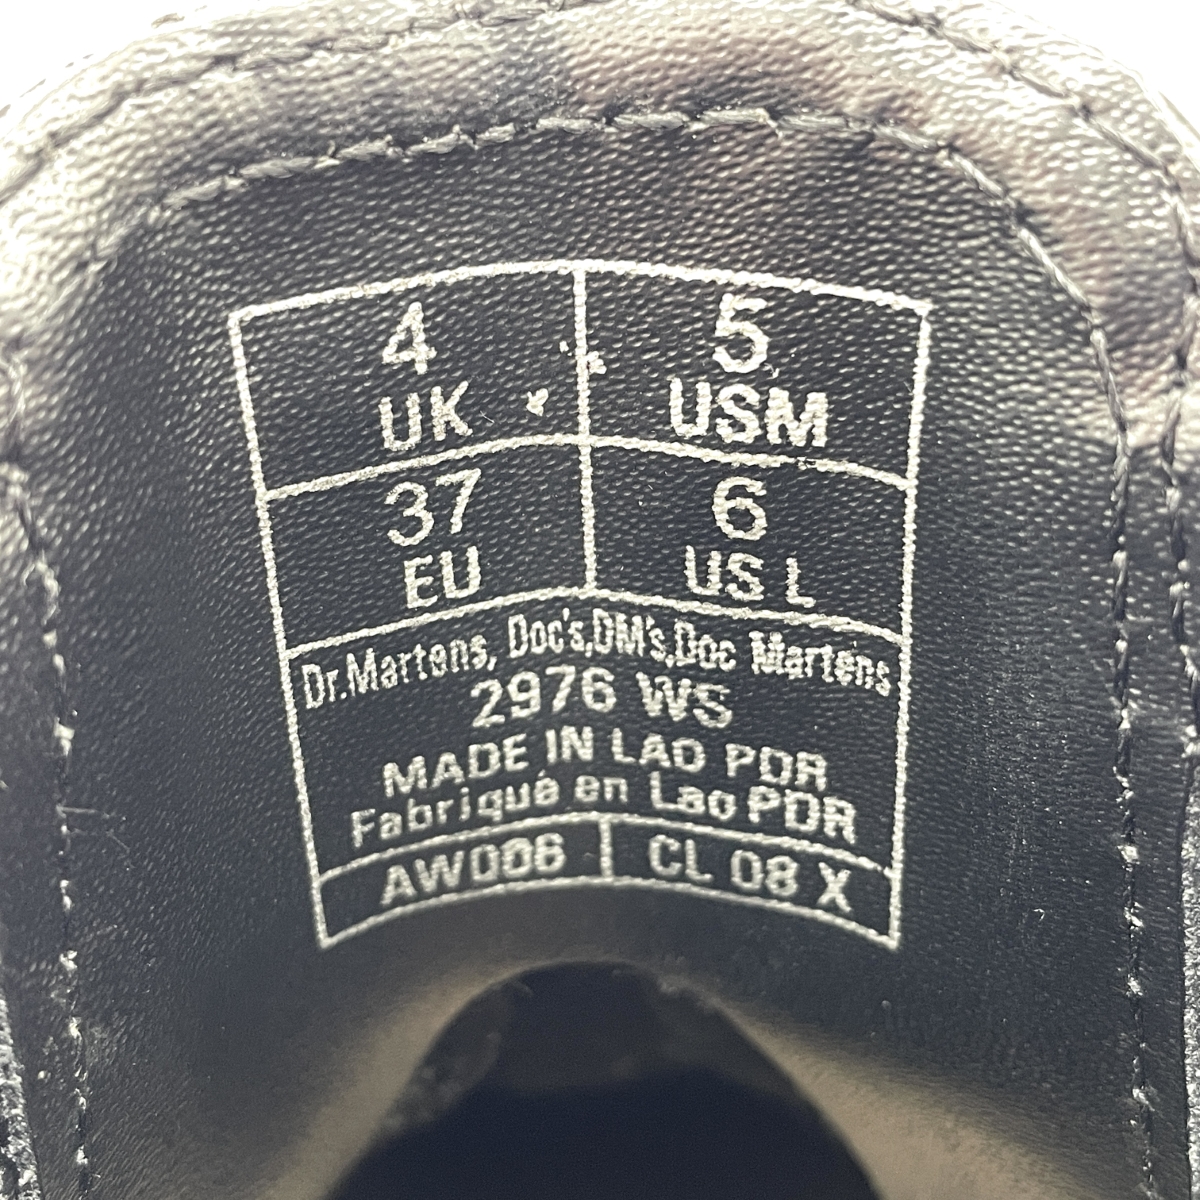 4 5
UK USM
37 6
EU US L
Dr.Martens, Doc's,DM's,Doc Martens
2976 WS
MADE IN LAO PDR
Fabriqué en Lao PDR
CL 08 X